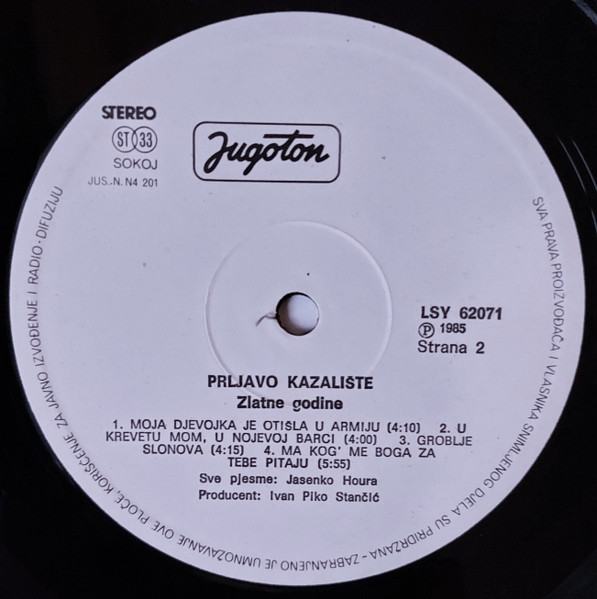 STEREO
ST 33
SOKOJ
JUS.-N. N4 201
Jugoton
LSY 62071
Ⓟ 1985
Strana 2
PRLJAVO KAZALIŠTE
Zlatne godine
1. MOJA DJEVOJKA JE OTIŠLA U ARMIJU (4:10) 2. U
KREVETU MOM, U NOJEVOJ BARCI (4:00) 3. GROBLJE
SLONOVA (4:15) 4. MA KOG' ME BOGA ZA
TEBE PITAJU (5:55)
Sve pjesme: Jasenko Houra
Producent: Ivan Piko Stančić
SVA PRAVA PROIZVOĐAČA I VLASNIKA SNIMLJENOG DJELA SU PRIDRŽANA - ZABRANJENO JE UMNOŽAVANJE OVE PLOČE, KORIŠĆENJE ZA JAVNO IZVOĐENJE I RADIO-DIFUZIJU